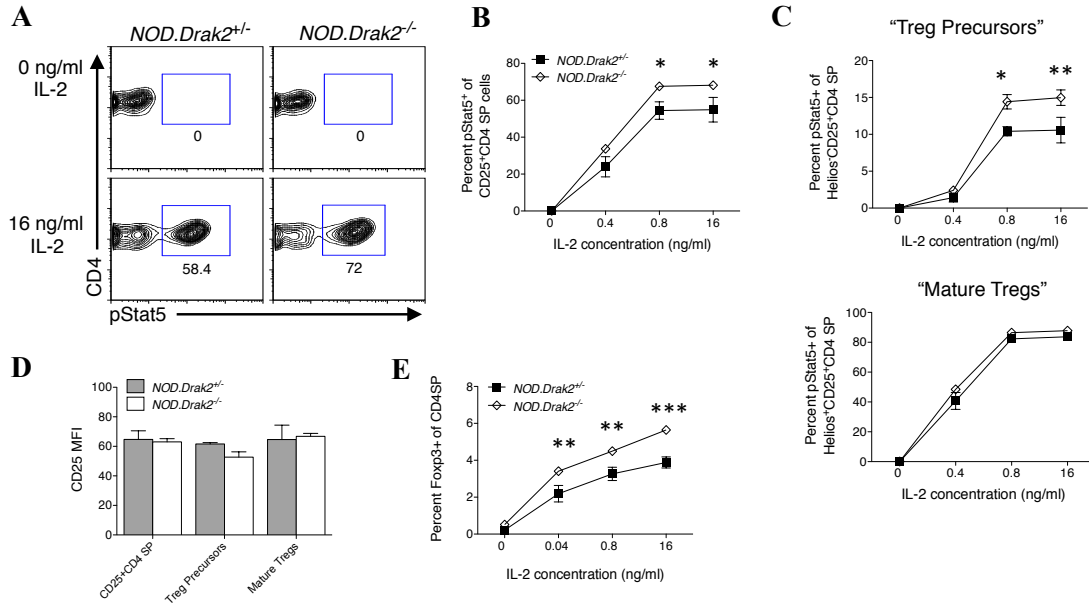 A
NOD.Drak2+/-
NOD.Drak2-/-
0 ng/ml
IL-2
0
0
16 ng/ml
IL-2
58.4
72
CD4
pStat5
B
NOD.Drak2+/-
NOD.Drak2-/-
Percent pStat5+ of
CD25+CD4 SP cells
80
60
40
20
0
*
*
0
0.4
0.8
16
IL-2 concentration (ng/ml)
C
“Treg Precursors”
Percent pStat5+ of
Helios-CD25+CD4 SP
20
15
10
5
0
*
**
0
0.4
0.8
16
IL-2 concentration (ng/ml)
“Mature Tregs”
Percent pStat5+ of
Helios+CD25+CD4 SP
100
80
60
40
20
0
0
0.4
0.8
16
IL-2 concentration (ng/ml)
D
NOD.Drak2+/-
NOD.Drak2-/-
CD25 MFI
100
80
60
40
20
0
CD25+CD4 SP
Treg Precursors
Mature Tregs
E
NOD.Drak2+/-
NOD.Drak2-/-
Percent Foxp3+ of CD4SP
8
6
4
2
0
**
**
***
0
0.04
0.8
16
IL-2 concentration (ng/ml)